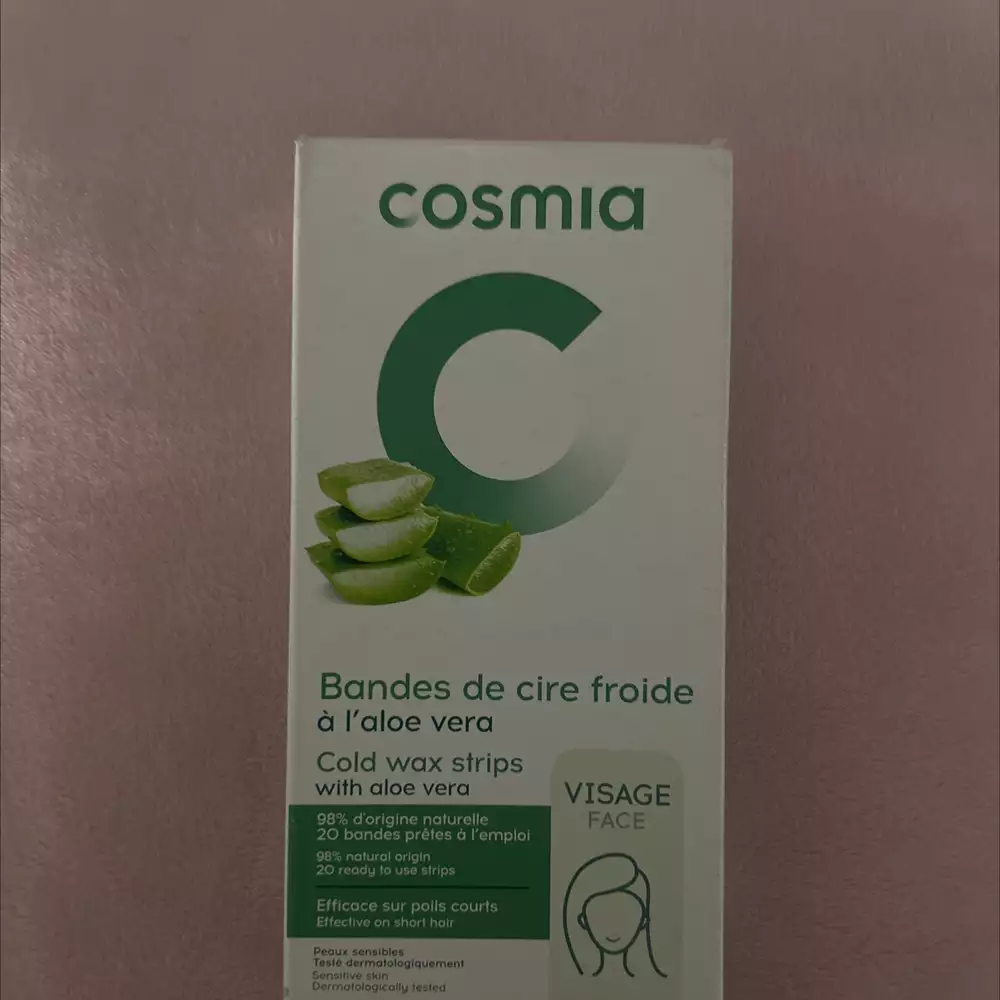 cosmia
Bandes de cire froide
à l'aloe vera
Cold wax strips
with aloe vera
VISAGE
FACE
98% d'origine naturelle
20 bandes prêtes à l'emploi
98% natural origin
20 ready to use strips
Efficace sur poils courts
Effective on short hair
Peaux sensibles
Testé dermatologiquement
Sensitive skin
Dermatologically tested